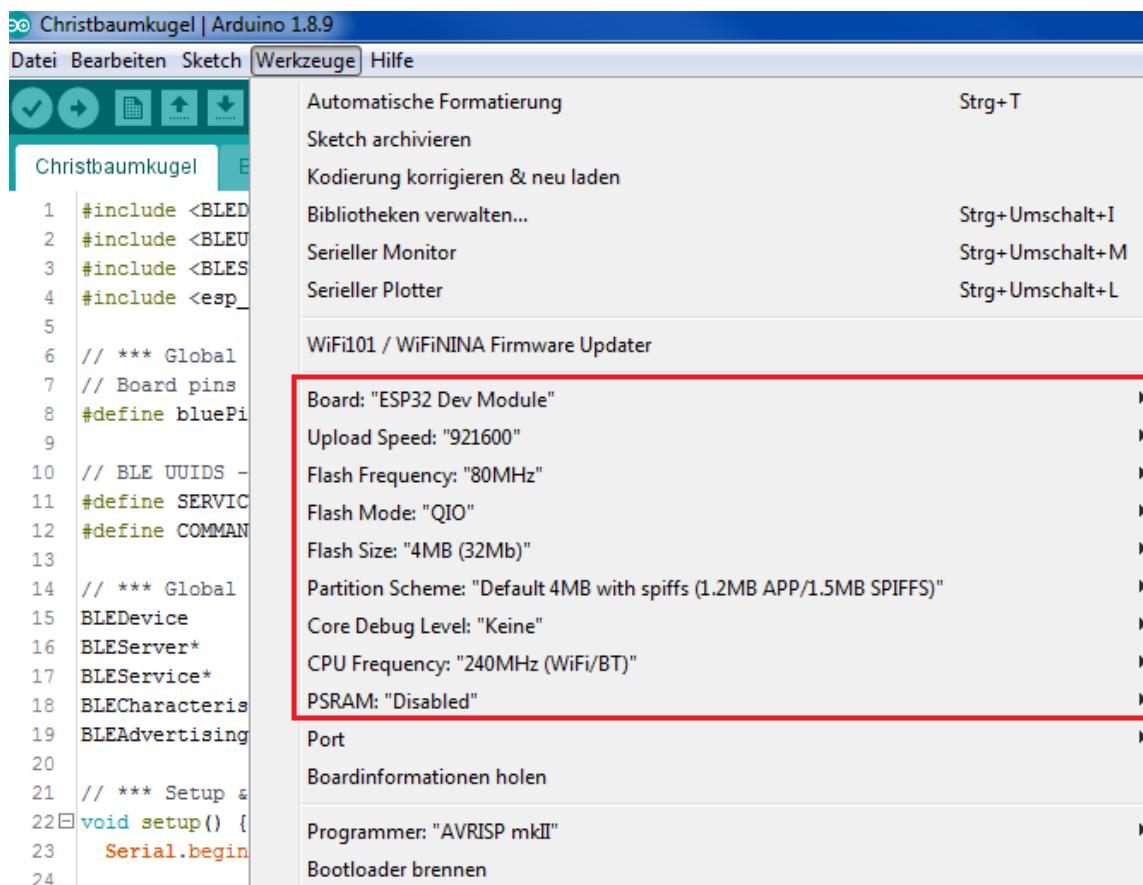 Christbaumkugel | Arduino 1.8.9
Datei Bearbeiten Sketch Werkzeuge Hilfe
Automatische Formatierung Strg+T
Sketch archivieren
Kodierung korrigieren & neu laden
Bibliotheken verwalten... Strg+Umschalt+I
Serieller Monitor Strg+Umschalt+M
Serieller Plotter Strg+Umschalt+L
WiFi101 / WiFiNINA Firmware Updater
Board: "ESP32 Dev Module"
Upload Speed: "921600"
Flash Frequency: "80MHz"
Flash Mode: "QIO"
Flash Size: "4MB (32Mb)"
Partition Scheme: "Default 4MB with spiffs (1.2MB APP/1.5MB SPIFFS)"
Core Debug Level: "Keine"
CPU Frequency: "240MHz (WiFi/BT)"
PSRAM: "Disabled"
Port
Boardinformationen holen
Programmer: "AVRISP mkII"
Bootloader brennen
Christbaumkugel E
1 #include <BLED
2 #include <BLEU
3 #include <BLES
4 #include <esp_
5
6 // *** Global
7 // Board pins
8 #define bluePi
9
10 // BLE UUIDS -
11 #define SERVIC
12 #define COMMAN
13
14 // *** Global
15 BLEDevice
16 BLEServer*
17 BLEService*
18 BLECharacteris
19 BLEAdvertising
20
21 // *** Setup &
22 void setup() {
23 Serial.begin
24